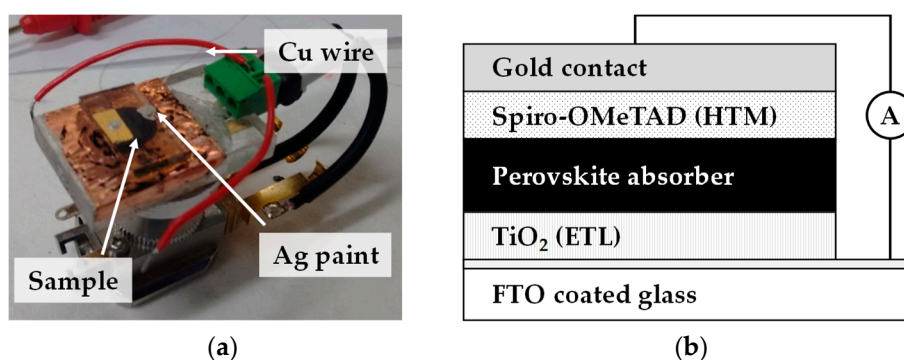 Cu wire
Ag paint
Sample
(a)
Gold contact
Spiro-OMeTAD (HTM)
Perovskite absorber
TiO₂ (ETL)
FTO coated glass
A
(b)